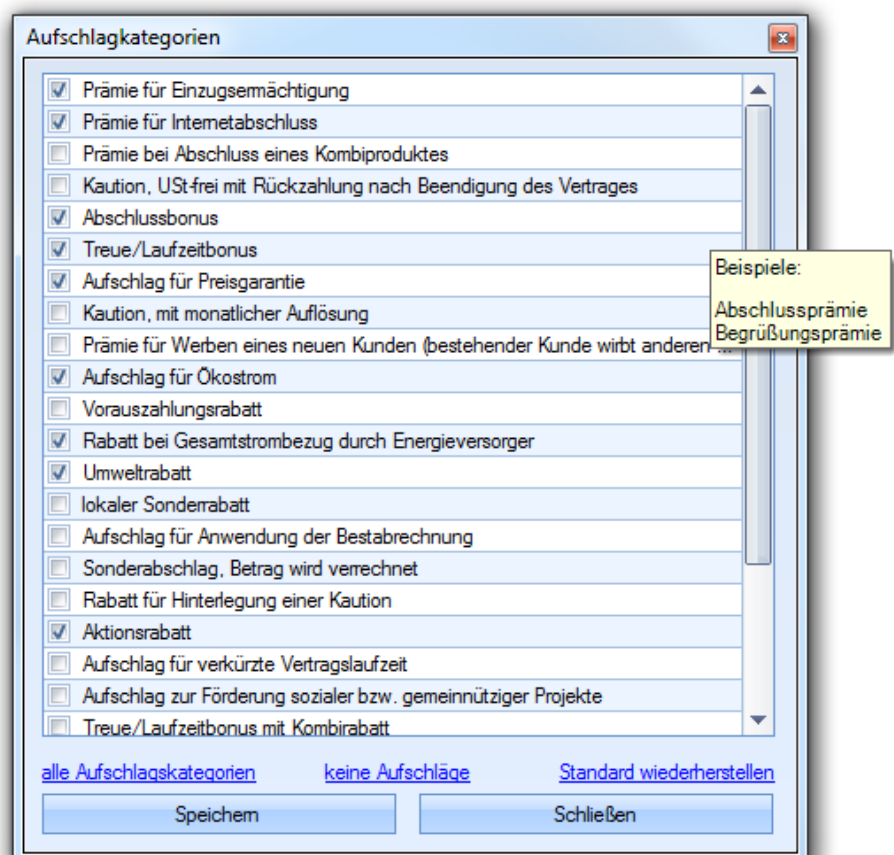 Aufschlagkategorien
Prämie für Einzugsermächtigung
Prämie für Internetabschluss
Prämie bei Abschluss eines Kombiproduktes
Kaution, USt-frei mit Rückzahlung nach Beendigung des Vertrages
Abschlussbonus
Treue/Laufzeitbonus
Aufschlag für Preisgarantie
Kaution, mit monatlicher Auflösung
Prämie für Werben eines neuen Kunden (bestehender Kunde wirbt anderen ...
Beispiele:
Abschlussprämie
Begrüßungsprämie
Aufschlag für Ökostrom
Vorauszahlungsrabatt
Rabatt bei Gesamtstrombezug durch Energieversorger
Umweltrabatt
lokaler Sonderrabatt
Aufschlag für Anwendung der Bestabrechnung
Sonderabschlag, Betrag wird verrechnet
Rabatt für Hinterlegung einer Kaution
Aktionsrabatt
Aufschlag für verkürzte Vertragslaufzeit
Aufschlag zur Förderung sozialer bzw. gemeinnütziger Projekte
Treue/Laufzeitbonus mit Kombirabatt
alle Aufschlagskategorien keine Aufschläge Standard wiederherstellen
Speichern Schließen